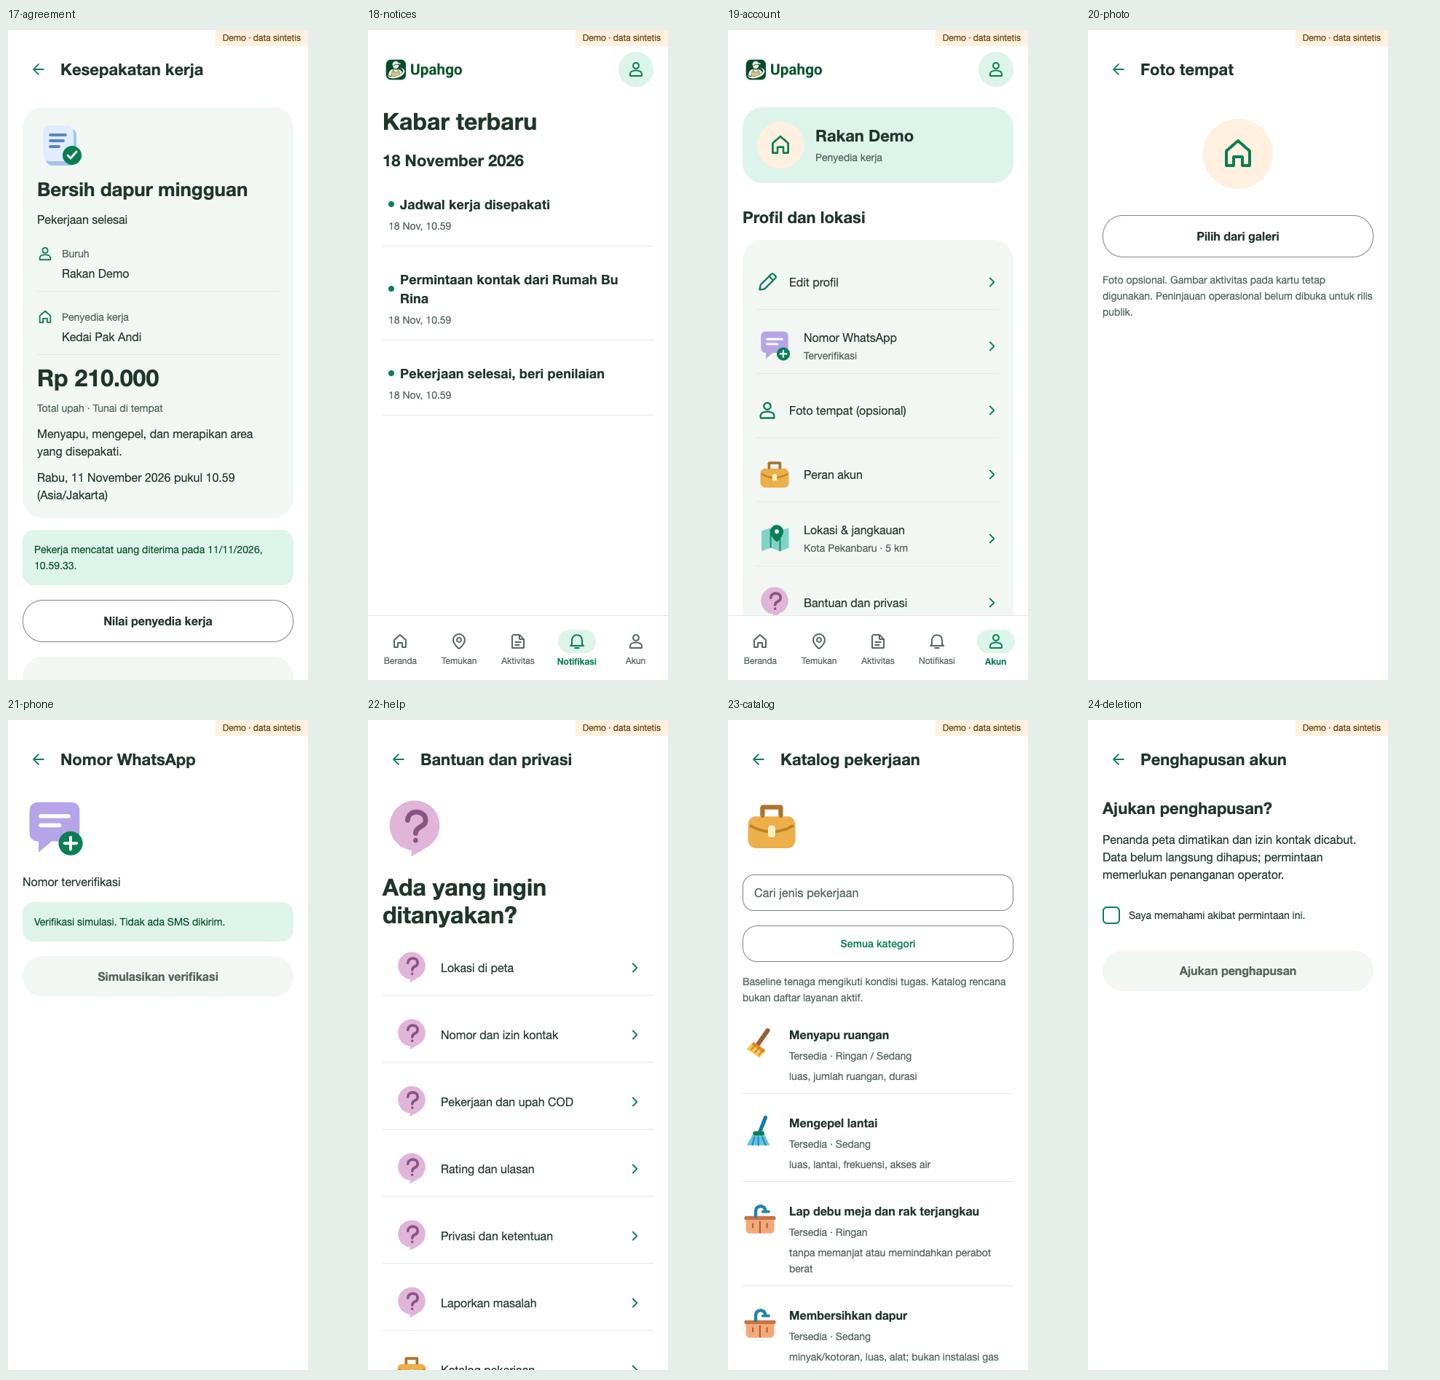 17-agreement
Demo · data sintetis
Kesepakatan kerja
Bersih dapur mingguan
Pekerjaan selesai
Buruh
Rakan Demo
Penyedia kerja
Kedai Pak Andi
Rp 210.000
Total upah · Tunai di tempat
Menyapu, mengepel, dan merapikan area
yang disepakati.
Rabu, 11 November 2026 pukul 10.59
(Asia/Jakarta)
Pekerja mencatat uang diterima pada 11/11/2026,
10.59.33.
Nilai penyedia kerja
18-notices
Demo · data sintetis
Upahgo
Kabar terbaru
18 November 2026
Jadwal kerja disepakati
18 Nov, 10.59
Permintaan kontak dari Rumah Bu
Rina
18 Nov, 10.59
Pekerjaan selesai, beri penilaian
18 Nov, 10.59
Beranda
Temukan
Aktivitas
Notifikasi
Akun
19-account
Demo · data sintetis
Upahgo
Rakan Demo
Penyedia kerja
Profil dan lokasi
Edit profil
Nomor WhatsApp
Terverifikasi
Foto tempat (opsional)
Peran akun
Lokasi & jangkauan
Kota Pekanbaru · 5 km
Bantuan dan privasi
Beranda
Temukan
Aktivitas
Notifikasi
Akun
20-photo
Demo · data sintetis
Foto tempat
Pilih dari galeri
Foto opsional. Gambar aktivitas pada kartu tetap
digunakan. Peninjauan operasional belum dibuka untuk rilis
publik.
21-phone
Demo · data sintetis
Nomor WhatsApp
Nomor terverifikasi
Verifikasi simulasi. Tidak ada SMS dikirim.
Simulasikan verifikasi
22-help
Demo · data sintetis
Bantuan dan privasi
Ada yang ingin
ditanyakan?
Lokasi di peta
Nomor dan izin kontak
Pekerjaan dan upah COD
Rating dan ulasan
Privasi dan ketentuan
Laporkan masalah
Katalog pekerjaan
23-catalog
Demo · data sintetis
Katalog pekerjaan
Cari jenis pekerjaan
Semua kategori
Baseline tenaga mengikuti kondisi tugas. Katalog rencana
bukan daftar layanan aktif.
Menyapu ruangan
Tersedia · Ringan / Sedang
luas, jumlah ruangan, durasi
Mengepel lantai
Tersedia · Sedang
luas, lantai, frekuensi, akses air
Lap debu meja dan rak terjangkau
Tersedia · Ringan
tanpa memanjat atau memindahkan perabot
berat
Membersihkan dapur
Tersedia · Sedang
minyak/kotoran, luas, alat; bukan instalasi gas
24-deletion
Demo · data sintetis
Penghapusan akun
Ajukan penghapusan?
Penanda peta dimatikan dan izin kontak dicabut.
Data belum langsung dihapus; permintaan
memerlukan penanganan operator.
Saya memahami akibat permintaan ini.
Ajukan penghapusan